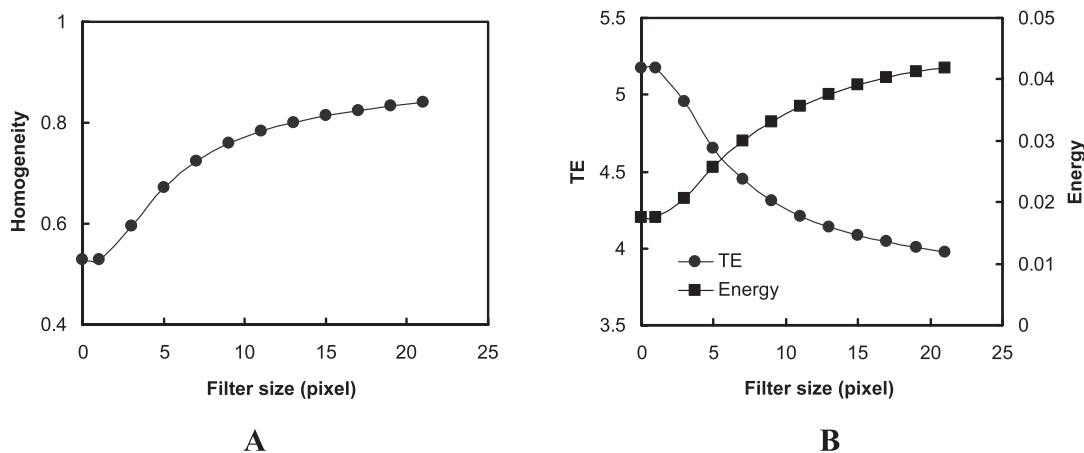 1
0.8
0.6
0.4
Homogeneity
0 5 10 15 20 25
Filter size (pixel)
A
5.5
5
4.5
4
3.5
TE
TE
Energy
0.05
0.04
0.03
0.02
0.01
0
Energy
0 5 10 15 20 25
Filter size (pixel)
B